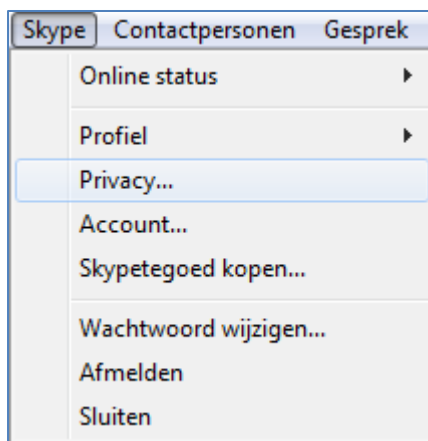 Skype Contactpersonen Gesprek
Online status
Profiel
Privacy...
Account...
Skypetegoed kopen...
Wachtwoord wijzigen...
Afmelden
Sluiten